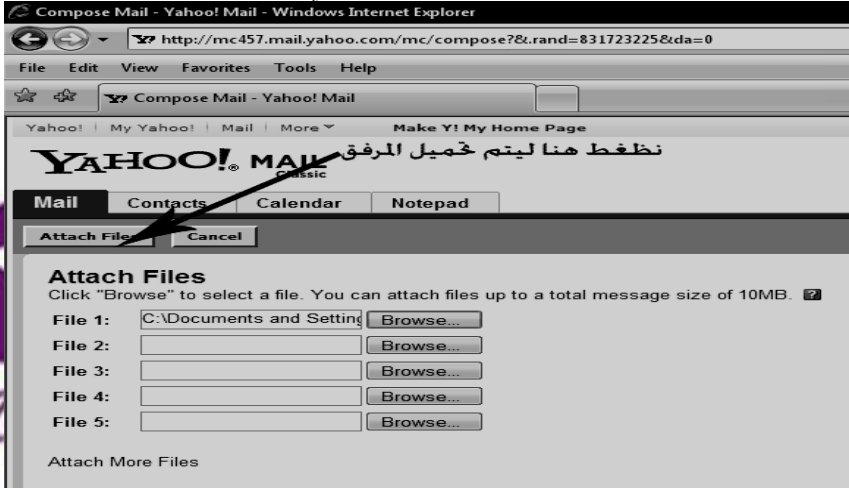 Compose Mail - Yahoo! Mail - Windows Internet Explorer
http://mc457.mail.yahoo.com/mc/compose?&.rand=831723225&da=0
File Edit View Favorites Tools Help
Compose Mail - Yahoo! Mail
Yahoo! | My Yahoo! | Mail | More Make Y! My Home Page
نظغط هنا ليتم تحميل المرفق
YAHOO!® MAIL
Classic
Mail Contacts Calendar Notepad
Attach Files Cancel
Attach Files
Click "Browse" to select a file. You can attach files up to a total message size of 10MB. ?
File 1: C:\Documents and Setting Browse...
File 2: Browse...
File 3: Browse...
File 4: Browse...
File 5: Browse...
Attach More Files